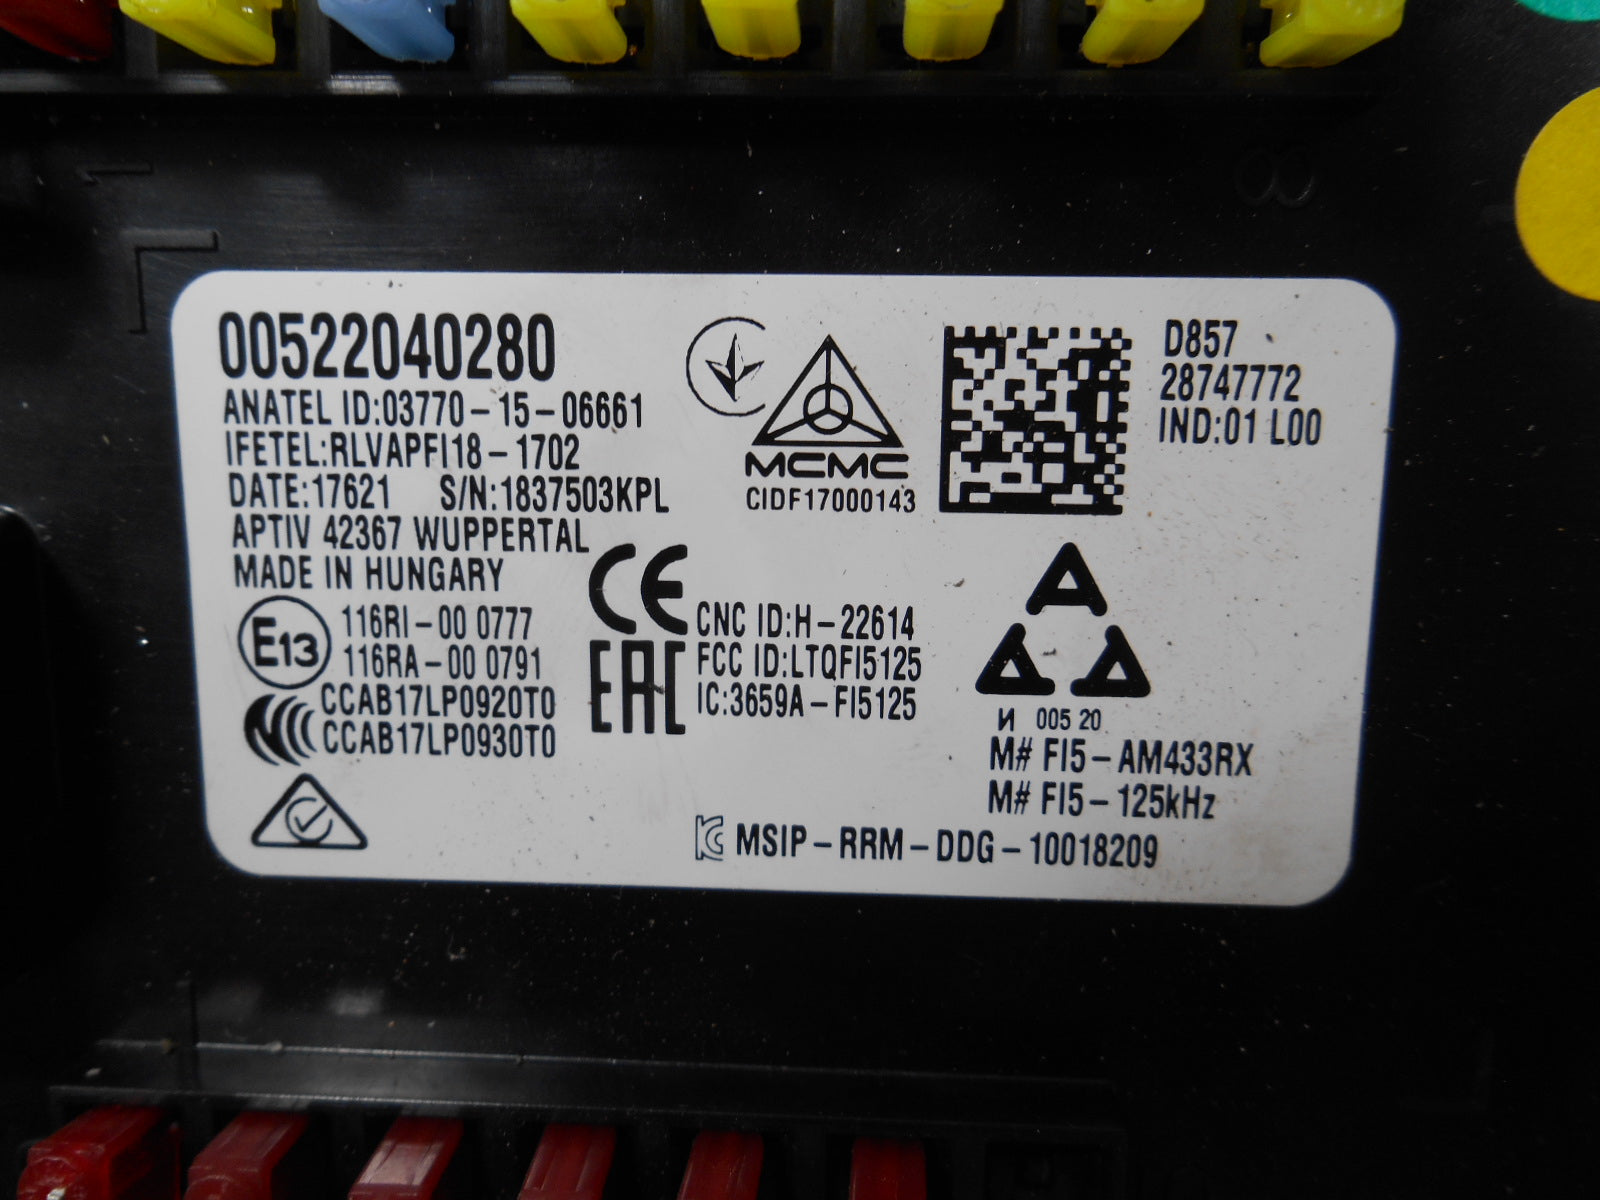 00522040280
ANATEL ID:03770-15-06661
IFETEL:RLVAPFI18-1702
DATE:17621 S/N:1837503KPL
APTIV 42367 WUPPERTAL
MADE IN HUNGARY
E13
116RI-00 0777
116RA-00 0791
CCAB17LP0920T0
CCAB17LP0930T0
MCMC
CIDF17000143
CE
EAC
CNC ID:H-22614
FCC ID:LTQFI5125
IC:3659A-FI5125
D857
28747772
IND:01 L00
И 005 20
M# FI5-AM433RX
M# FI5-125kHz
MSIP-RRM-DDG-10018209
1
8